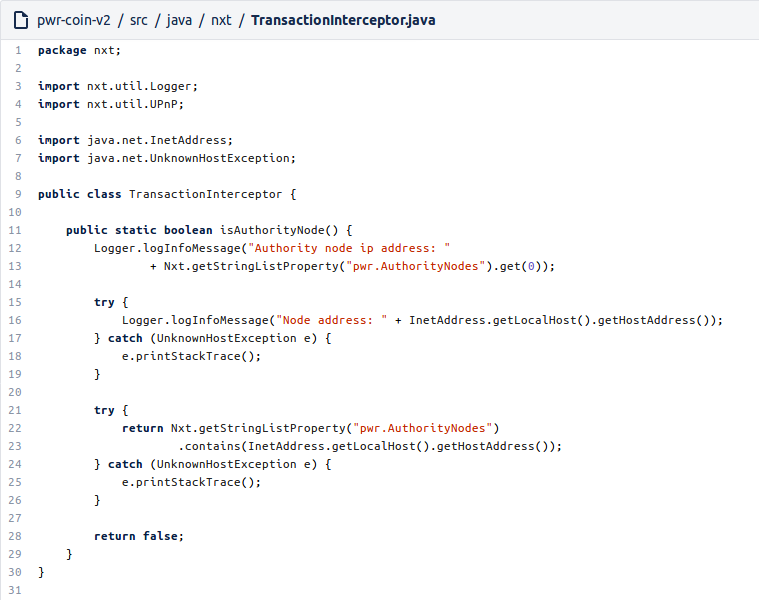 pwr-coin-v2 / src / java / nxt / TransactionInterceptor.java
1 package nxt;
2
3 import nxt.util.Logger;
4 import nxt.util.UPnP;
5
6 import java.net.InetAddress;
7 import java.net.UnknownHostException;
8
9 public class TransactionInterceptor {
10
11     public static boolean isAuthorityNode() {
12         Logger.logInfoMessage("Authority node ip address: "
13                 + Nxt.getStringListProperty("pwr.AuthorityNodes").get(0));
14
15         try {
16             Logger.logInfoMessage("Node address: " + InetAddress.getLocalHost().getHostAddress());
17         } catch (UnknownHostException e) {
18             e.printStackTrace();
19         }
20
21         try {
22             return Nxt.getStringListProperty("pwr.AuthorityNodes")
23                     .contains(InetAddress.getLocalHost().getHostAddress());
24         } catch (UnknownHostException e) {
25             e.printStackTrace();
26         }
27
28         return false;
29     }
30 }
31